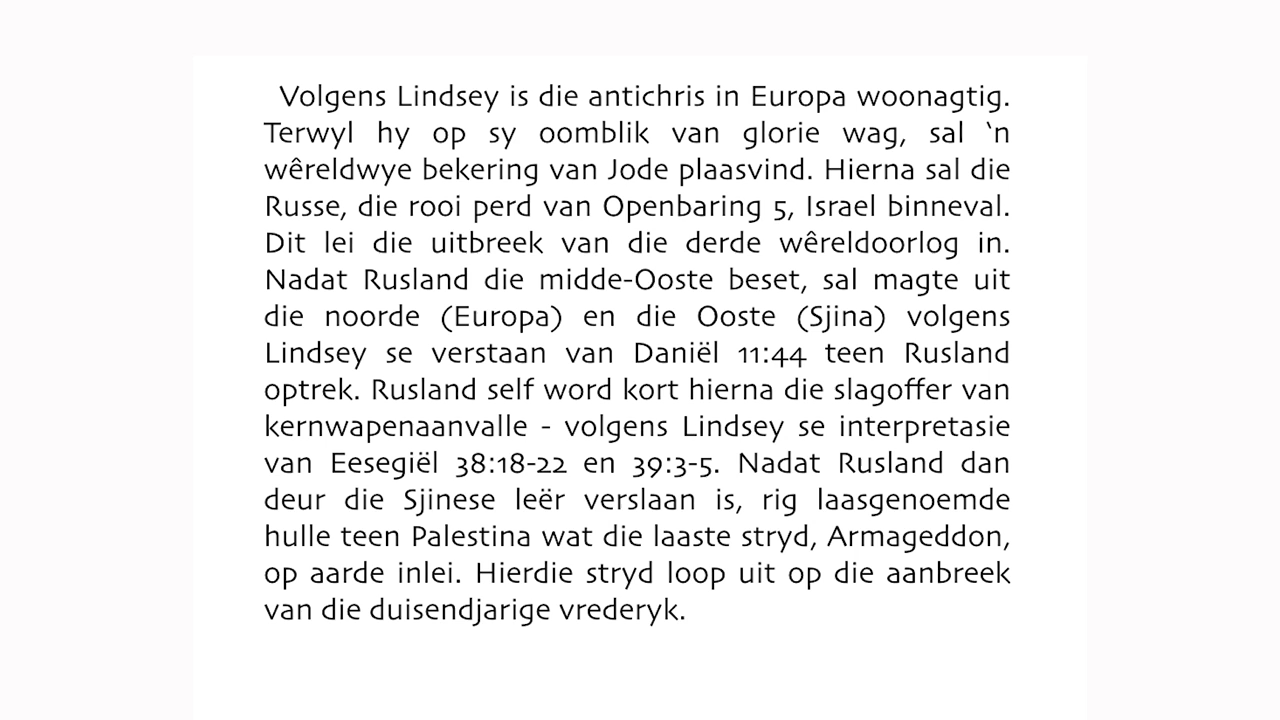 Volgens Lindsey is die antichris in Europa woonagtig.
Terwyl hy op sy oomblik van glorie wag, sal ‛n
wêreldwye bekering van Jode plaasvind. Hierna sal die
Russe, die rooi perd van Openbaring 5, Israel binneval.
Dit lei die uitbreek van die derde wêreldoorlog in.
Nadat Rusland die midde-Ooste beset, sal magte uit
die noorde (Europa) en die Ooste (Sjina) volgens
Lindsey se verstaan van Daniël 11:44 teen Rusland
optrek. Rusland self word kort hierna die slagoffer van
kernwapenaanvalle - volgens Lindsey se interpretasie
van Eesegiël 38:18-22 en 39:3-5. Nadat Rusland dan
deur die Sjinese leër verslaan is, rig laasgenoemde
hulle teen Palestina wat die laaste stryd, Armageddon,
op aarde inlei. Hierdie stryd loop uit op die aanbreek
van die duisendjarige vrederyk.